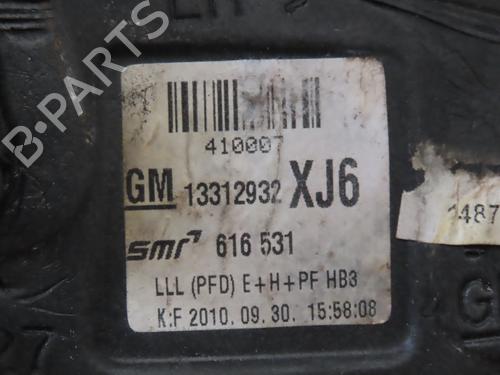 410007
GM 13312932 XJ6
smr 616 531
LLL (PFD) E+H+PF HB3
K:F 2010. 09. 30. 15:58:08
1487
B-PARTS